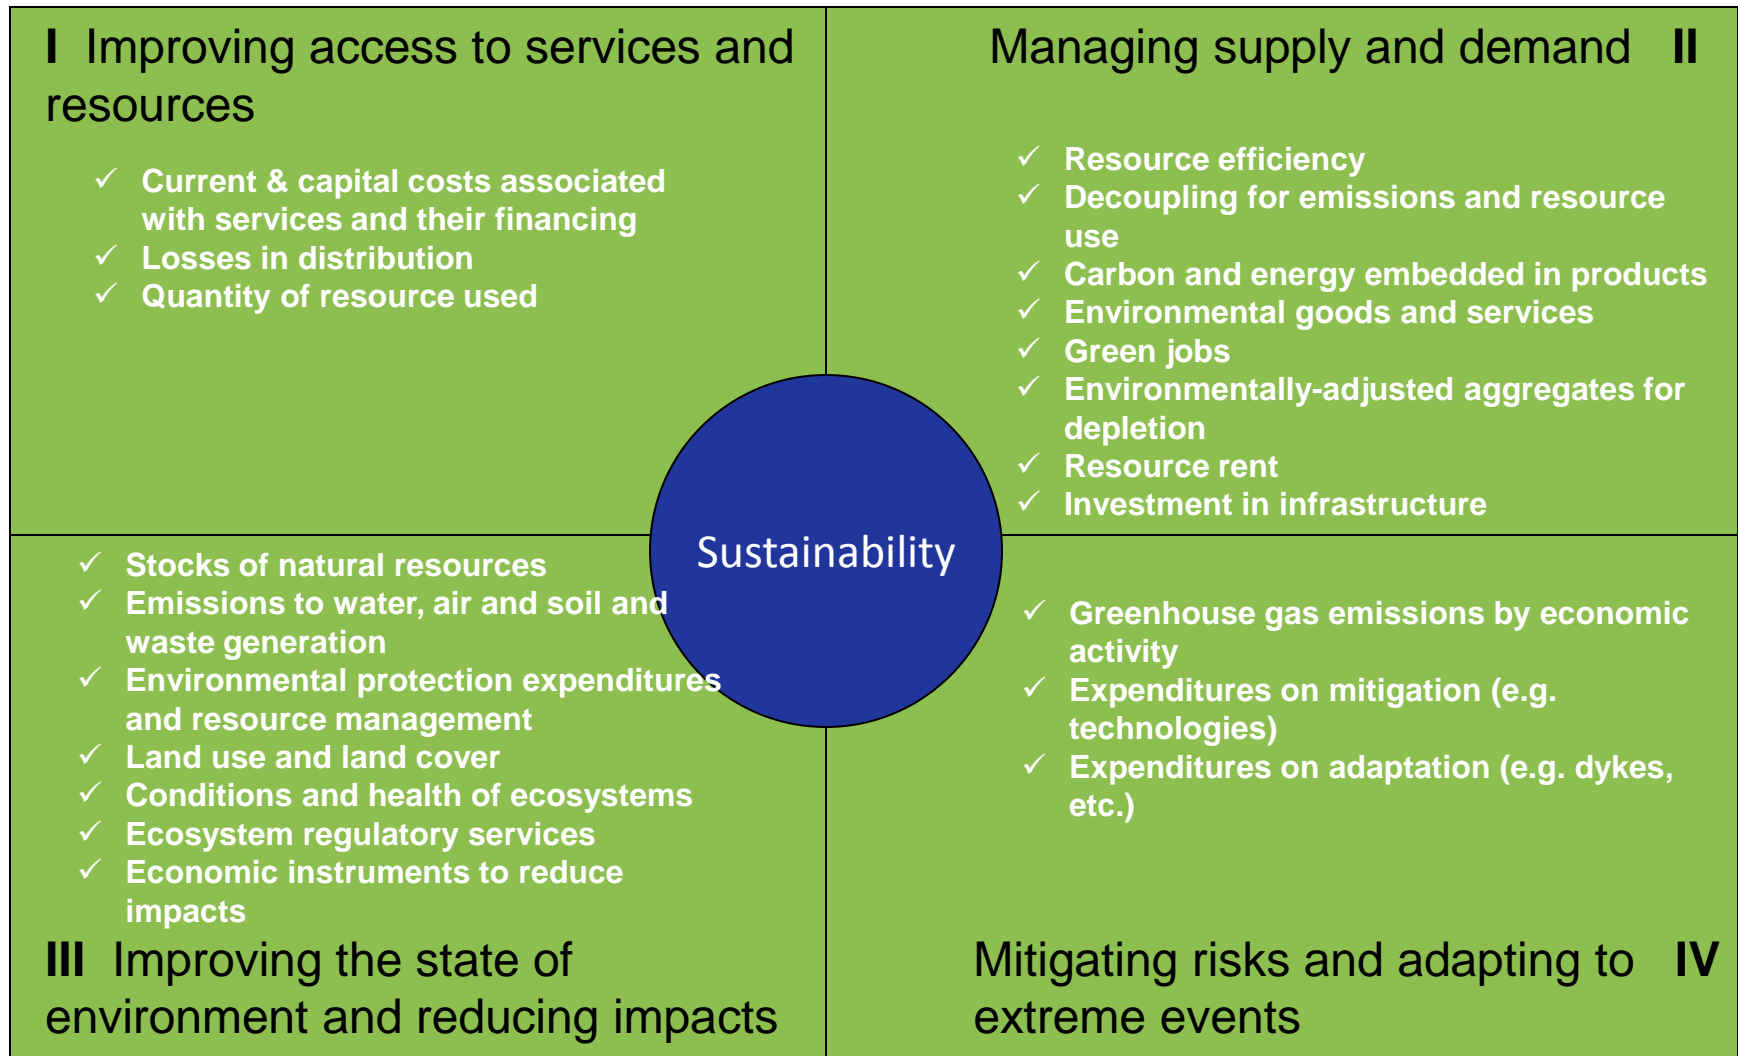 I Improving access to services and
resources
✓ Current & capital costs associated
with services and their financing
✓ Losses in distribution
✓ Quantity of resource used
Managing supply and demand II
✓ Resource efficiency
✓ Decoupling for emissions and resource
use
✓ Carbon and energy embedded in products
✓ Environmental goods and services
✓ Green jobs
✓ Environmentally-adjusted aggregates for
depletion
✓ Resource rent
✓ Investment in infrastructure
Sustainability
✓ Stocks of natural resources
✓ Emissions to water, air and soil and
waste generation
✓ Environmental protection expenditures
and resource management
✓ Land use and land cover
✓ Conditions and health of ecosystems
✓ Ecosystem regulatory services
✓ Economic instruments to reduce
impacts
III Improving the state of
environment and reducing impacts
✓ Greenhouse gas emissions by economic
activity
✓ Expenditures on mitigation (e.g.
technologies)
✓ Expenditures on adaptation (e.g. dykes,
etc.)
Mitigating risks and adapting to IV
extreme events